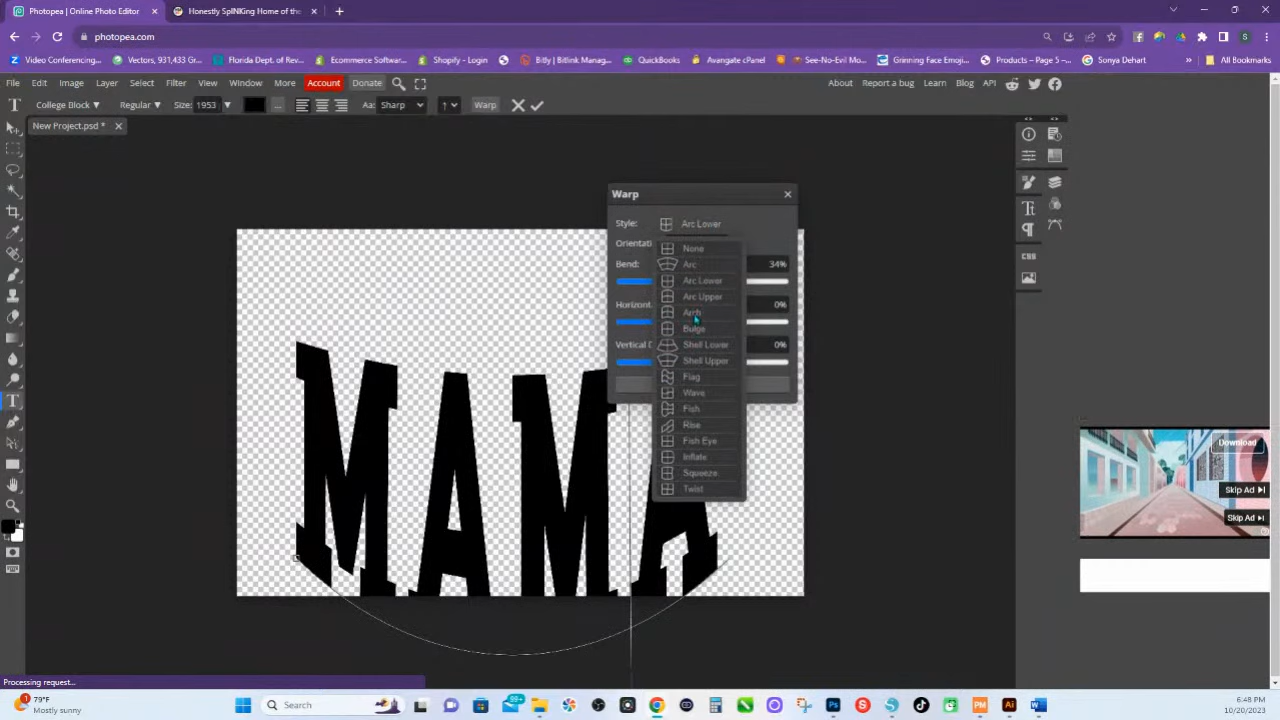 Photopea | Online Photo Editor
Honestly SpINKing Home of the
photopea.com
Video Conferencing...
Vectors, 931,433 Gra...
Florida Dept. of Rev...
Ecommerce Softwar...
Shopify - Login
Bitly | Bitlink Manag...
QuickBooks
Avangate cPanel
See-No-Evil Mo...
Grinning Face Emoji...
Products – Page 5 –...
Sonya Dehart
All Bookmarks
File Edit Image Layer Select Filter View Window More Account Donate
About Report a bug Learn Blog API
College Block Regular Size: 1953 ... Aa: Sharp Warp
New Project.psd *
Warp
Style: Arc Lower
Orientati
Bend: 34%
Horizont 0%
Vertical D 0%
None
Arc
Arc Lower
Arc Upper
Arch
Bulge
Shell Lower
Shell Upper
Flag
Wave
Fish
Rise
Fish Eye
Inflate
Squeeze
Twist
MAMA
CSS
Download
Skip Ad
Skip Ad
Processing request...
79°F
Mostly sunny
Search
99+
6:48 PM
10/20/2023